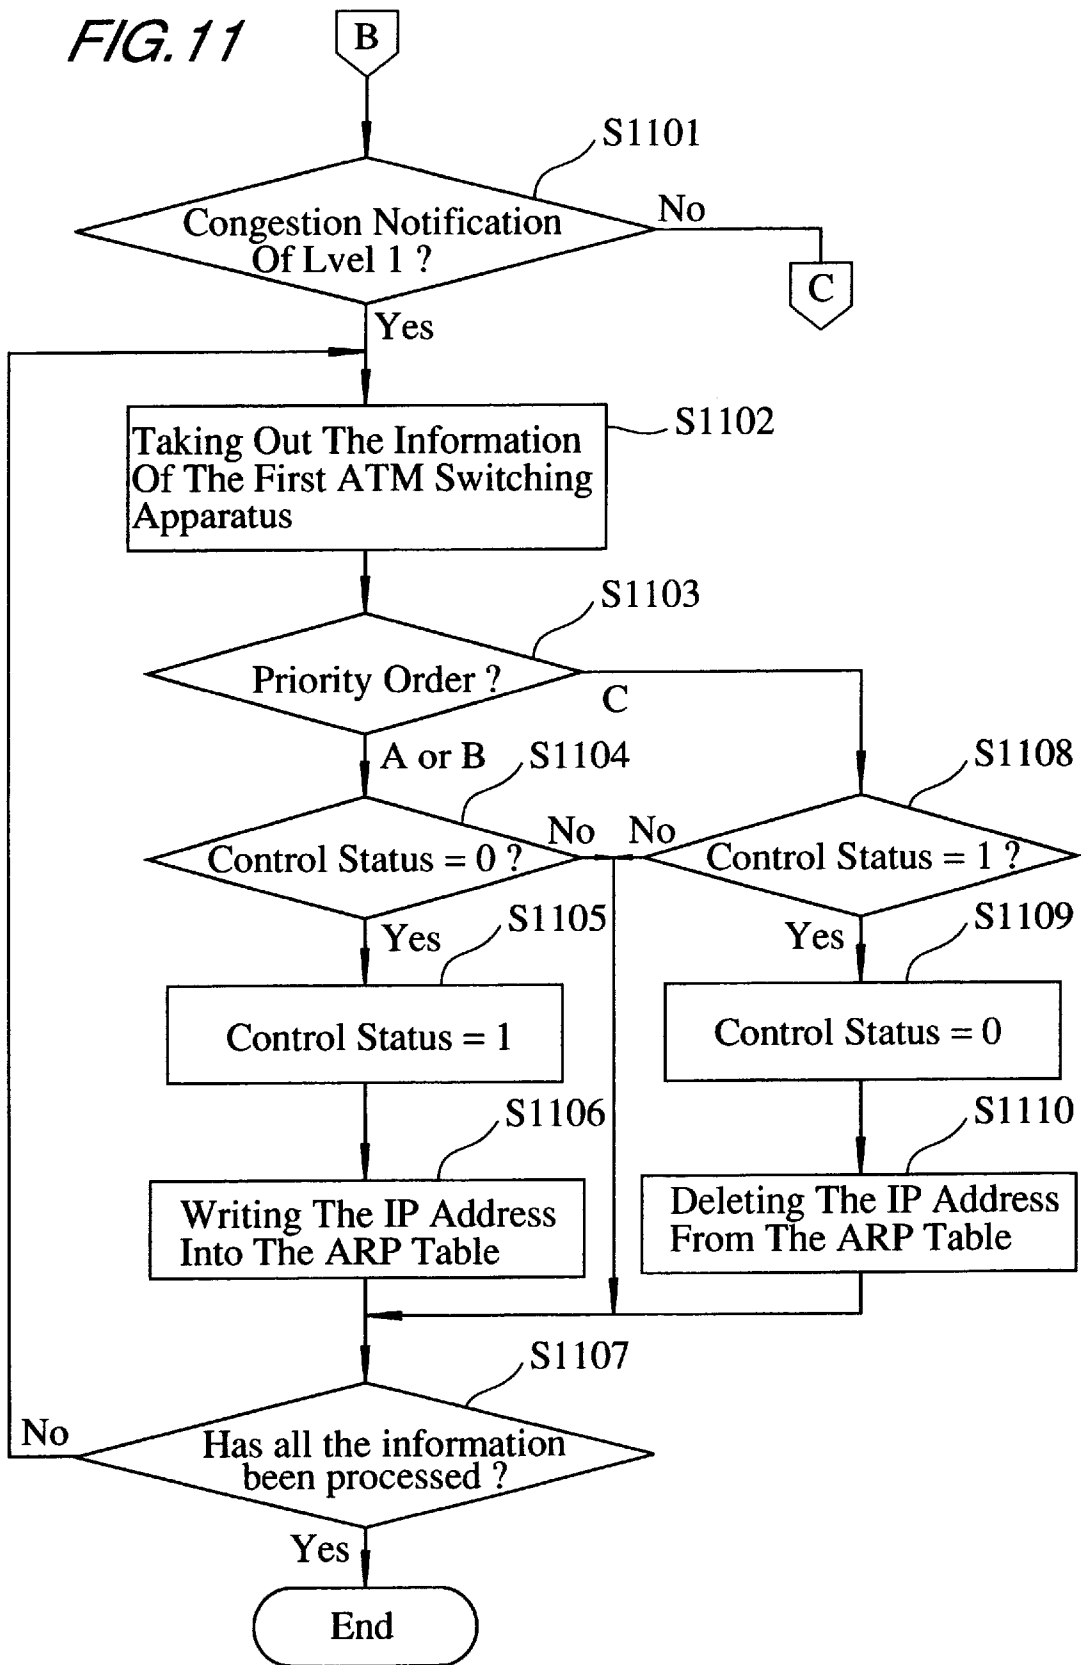 FIG.11
B
S1101
Congestion Notification
Of Lvel 1 ?
No
C
Yes
S1102
Taking Out The Information
Of The First ATM Switching
Apparatus
S1103
Priority Order ?
C
A or B
S1104
S1108
Control Status = 0 ?
No
No
Control Status = 1 ?
Yes
S1105
Yes
S1109
Control Status = 1
Control Status = 0
S1106
S1110
Writing The IP Address
Into The ARP Table
Deleting The IP Address
From The ARP Table
S1107
No
Has all the information
been processed ?
Yes
End